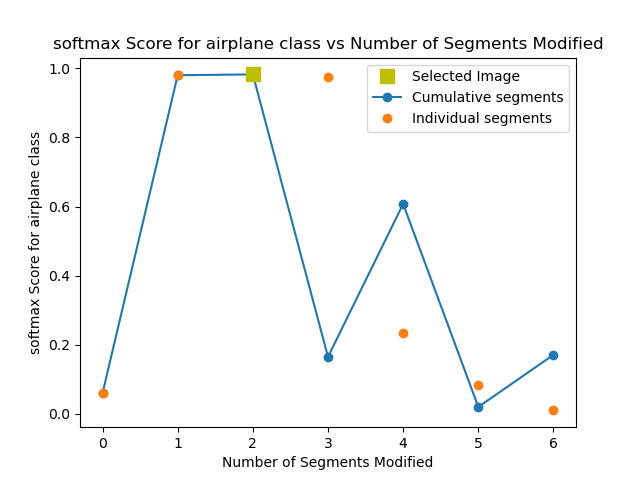 softmax Score for airplane class vs Number of Segments Modified
Selected Image
Cumulative segments
Individual segments
softmax Score for airplane class
1.0
0.8
0.6
0.4
0.2
0.0
0 1 2 3 4 5 6
Number of Segments Modified